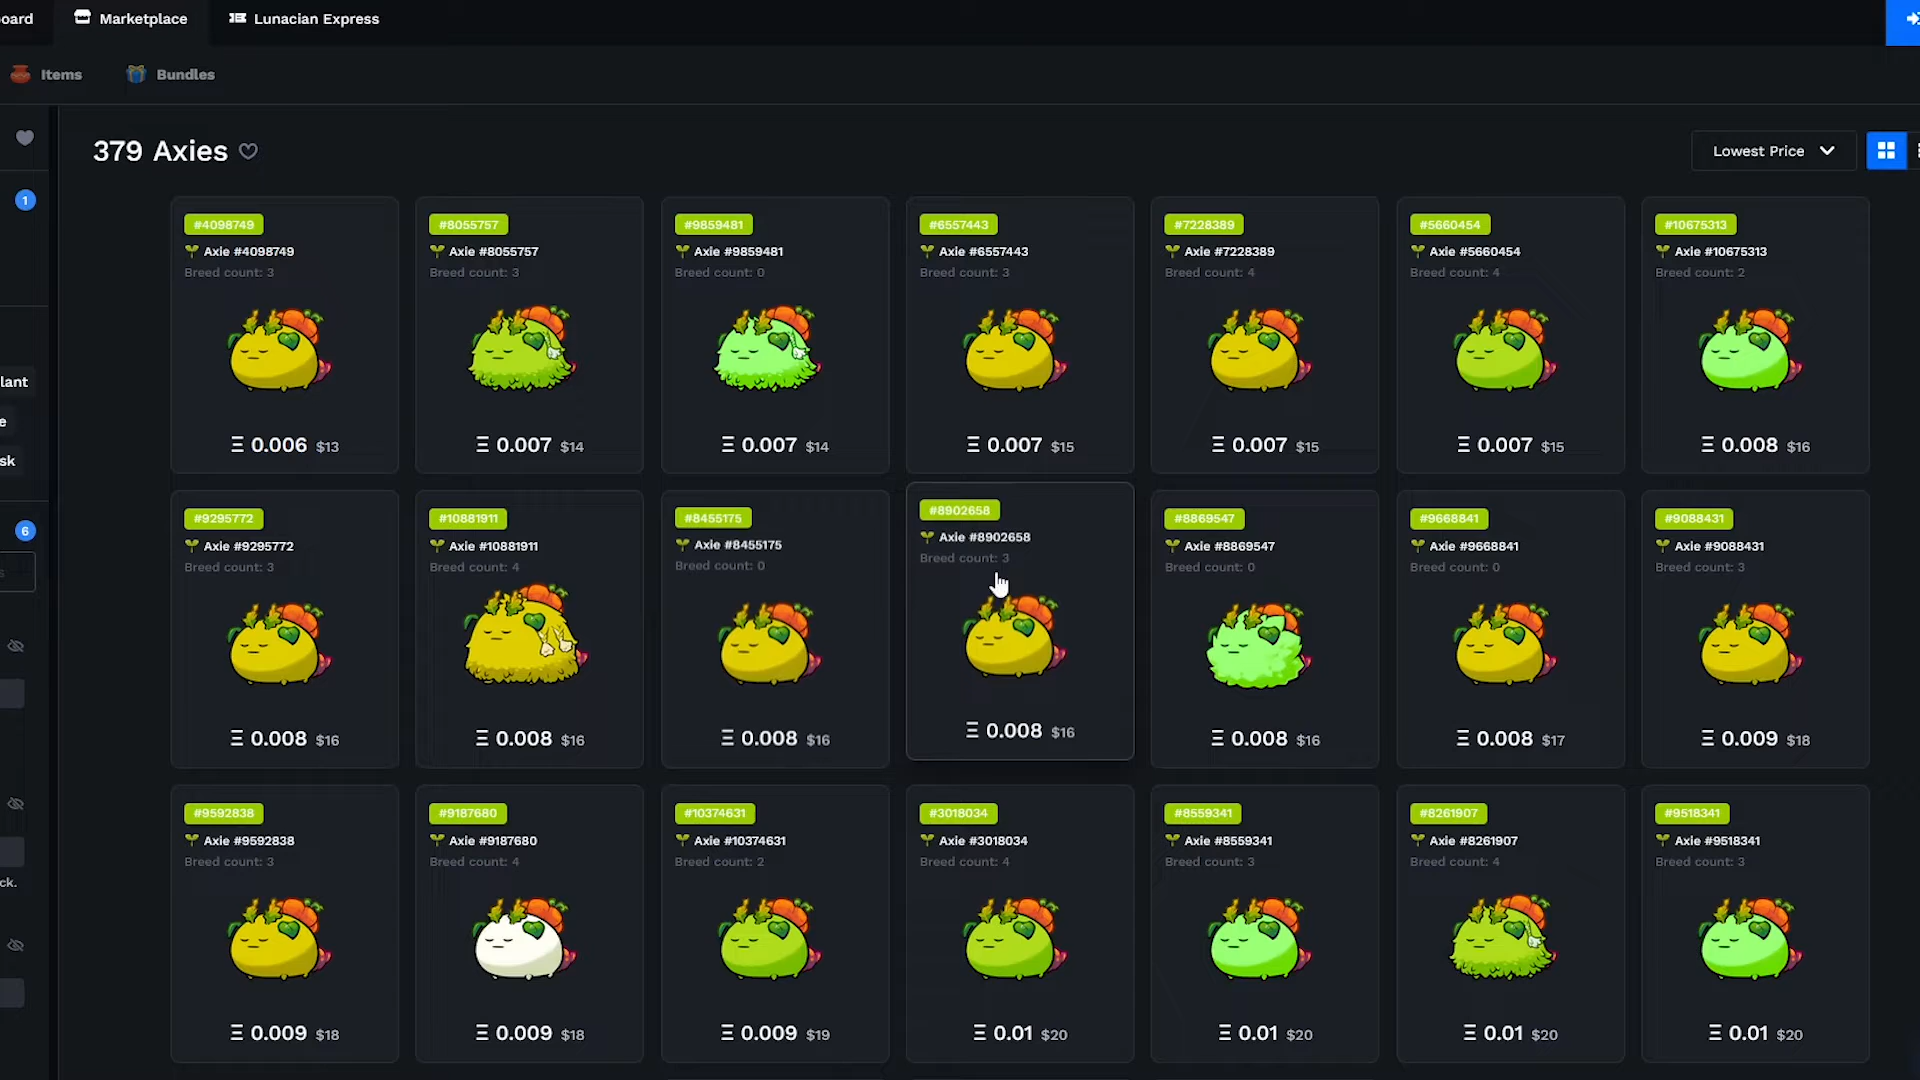 oard
Marketplace
Lunacian Express
Items
Bundles
379 Axies
Lowest Price
1
lant
e
sk
6
s
ck.
#4098749
Axie #4098749
Breed count: 3
Ξ 0.006 $13
#8055757
Axie #8055757
Breed count: 3
Ξ 0.007 $14
#9859481
Axie #9859481
Breed count: 0
Ξ 0.007 $14
#6557443
Axie #6557443
Breed count: 3
Ξ 0.007 $15
#7228389
Axie #7228389
Breed count: 4
Ξ 0.007 $15
#5660454
Axie #5660454
Breed count: 4
Ξ 0.007 $15
#10675313
Axie #10675313
Breed count: 2
Ξ 0.008 $16
#9295772
Axie #9295772
Breed count: 3
Ξ 0.008 $16
#10881911
Axie #10881911
Breed count: 4
Ξ 0.008 $16
#8455175
Axie #8455175
Breed count: 0
Ξ 0.008 $16
#8902658
Axie #8902658
Breed count: 3
Ξ 0.008 $16
#8869547
Axie #8869547
Breed count: 0
Ξ 0.008 $16
#9668841
Axie #9668841
Breed count: 0
Ξ 0.008 $17
#9088431
Axie #9088431
Breed count: 3
Ξ 0.009 $18
#9592838
Axie #9592838
Breed count: 3
Ξ 0.009 $18
#9187680
Axie #9187680
Breed count: 4
Ξ 0.009 $18
#10374631
Axie #10374631
Breed count: 2
Ξ 0.009 $19
#3018034
Axie #3018034
Breed count: 4
Ξ 0.01 $20
#8559341
Axie #8559341
Breed count: 3
Ξ 0.01 $20
#8261907
Axie #8261907
Breed count: 4
Ξ 0.01 $20
#9518341
Axie #9518341
Breed count: 3
Ξ 0.01 $20